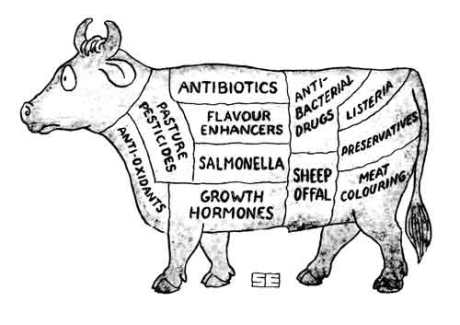 ANTIBIOTICS
FLAVOUR
ENHANCERS
SALMONELLA
GROWTH
HORMONES
PASTURE
PESTICIDES
ANTI-OXIDANTS
ANTI-
BACTERIAL
DRUGS
SHEEP
OFFAL
LISTERIA
PRESERVATIVES
MEAT
COLOURING
SE